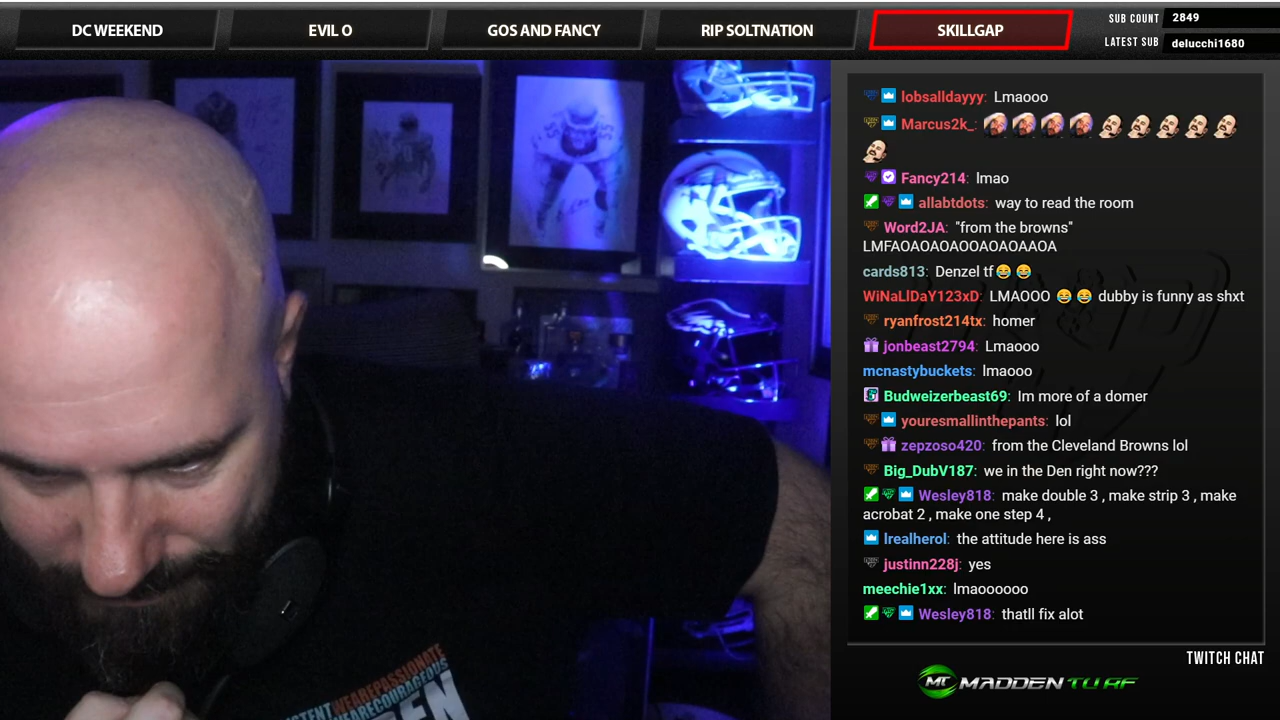 DC WEEKEND
EVIL O
GOS AND FANCY
RIP SOLTNATION
SKILLGAP
SUB COUNT 2849
LATEST SUB delucchi1680
lobsalldayyy: Lmaooo
Marcus2k_:
Fancy214: lmao
allabtdots: way to read the room
Word2JA: "from the browns"
LMFAOAOAOAOOAOAOAAOA
cards813: Denzel tf😂 😂
WiNaLlDaY123xD: LMAOOO 😂 😂 dubby is funny as shxt
ryanfrost214tx: homer
jonbeast2794: Lmaooo
mcnastybuckets: lmaooo
Budweizerbeast69: Im more of a domer
youresmallinthepants: lol
zepzoso420: from the Cleveland Browns lol
Big_DubV187: we in the Den right now???
Wesley818: make double 3 , make strip 3 , make
acrobat 2 , make one step 4 ,
Irealherol: the attitude here is ass
justinn228j: yes
meechie1xx: lmaoooooo
Wesley818: thatll fix alot
TWITCH CHAT
MT MADDEN TURF
WEAREPASSIONATE
WEARECOURAGEOUS